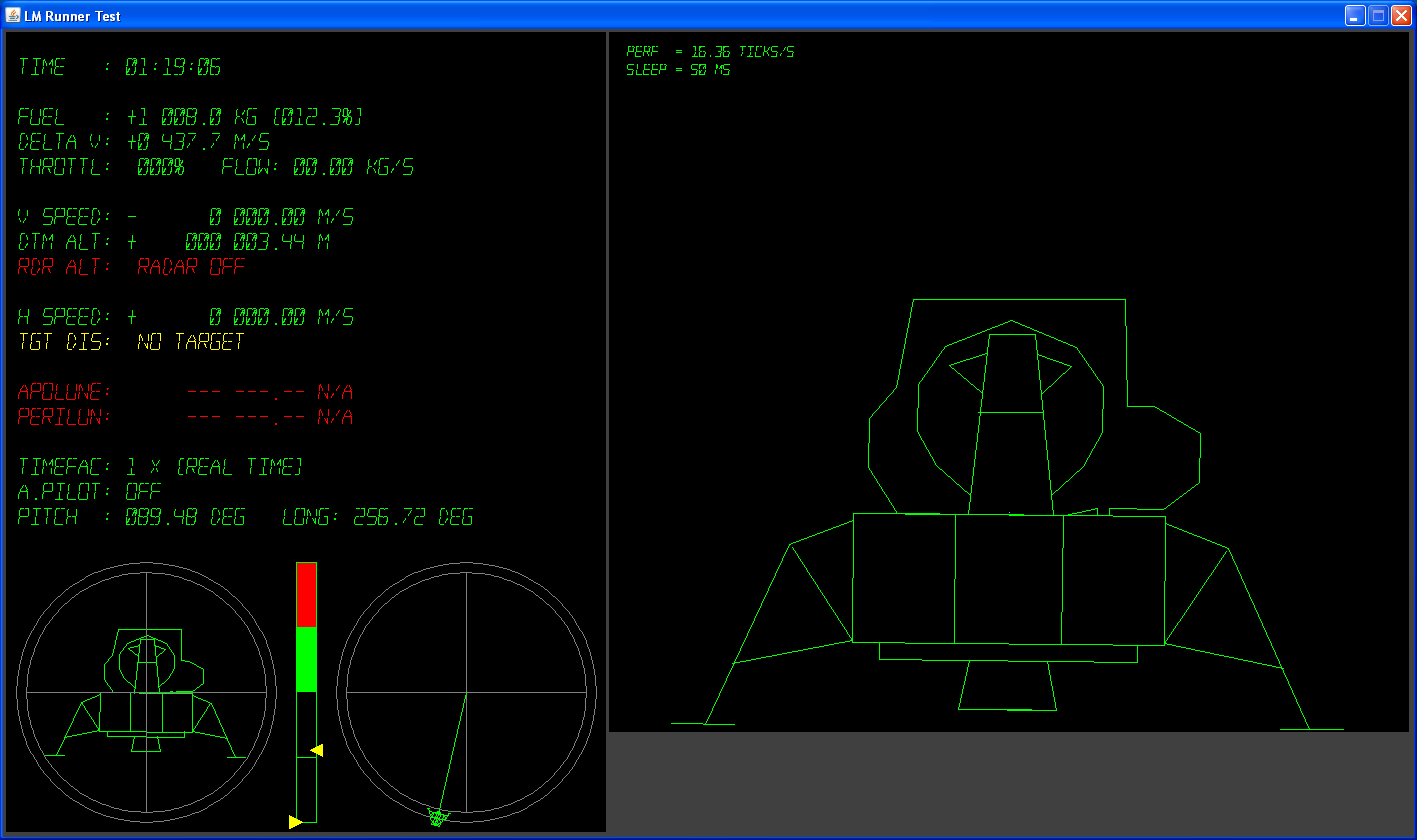 LM Runner Test
TIME : 01:19:06
FUEL : +1 008.0 KG [012.3%]
DELTA V: +0 437.7 M/S
THROTTL: 000% FLOW: 00.00 KG/S
V SPEED: - 0 000.00 M/S
DTM ALT: + 000 003.44 M
RDR ALT: RADAR OFF
H SPEED: + 0 000.00 M/S
TGT DIS: NO TARGET
APOLUNE: --- ---.-- N/A
PERILUN: --- ---.-- N/A
TIMEFAC: 1 X [REAL TIME]
A.PILOT: OFF
PITCH : 089.48 DEG LONG: 256.72 DEG
PERF = 16.36 TICKS/S
SLEEP = 50 MS